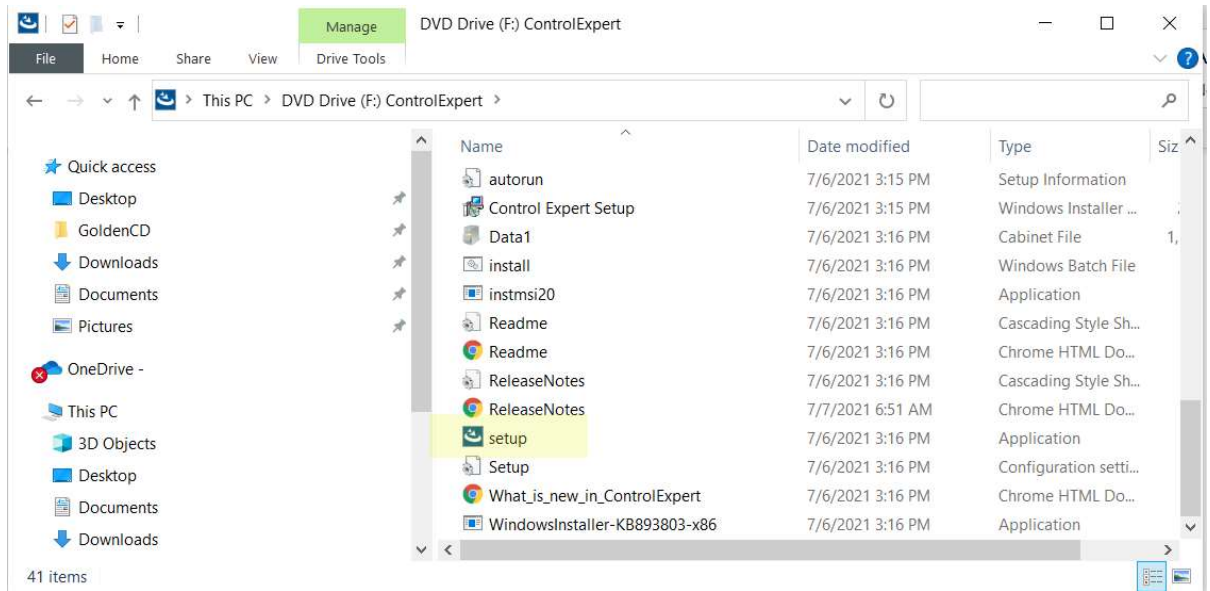 Manage DVD Drive (F:) ControlExpert
File Home Share View Drive Tools
This PC > DVD Drive (F:) ControlExpert >
Quick access
Desktop
GoldenCD
Downloads
Documents
Pictures
OneDrive -
This PC
3D Objects
Desktop
Documents
Downloads
Name Date modified Type Siz
autorun 7/6/2021 3:15 PM Setup Information
Control Expert Setup 7/6/2021 3:15 PM Windows Installer ...
Data1 7/6/2021 3:16 PM Cabinet File 1,
install 7/6/2021 3:16 PM Windows Batch File
instmsi20 7/6/2021 3:16 PM Application
Readme 7/6/2021 3:16 PM Cascading Style Sh...
Readme 7/6/2021 3:16 PM Chrome HTML Do...
ReleaseNotes 7/6/2021 3:16 PM Cascading Style Sh...
ReleaseNotes 7/7/2021 6:51 AM Chrome HTML Do...
setup 7/6/2021 3:16 PM Application
Setup 7/6/2021 3:16 PM Configuration setti...
What_is_new_in_ControlExpert 7/6/2021 3:16 PM Chrome HTML Do...
WindowsInstaller-KB893803-x86 7/6/2021 3:16 PM Application
41 items